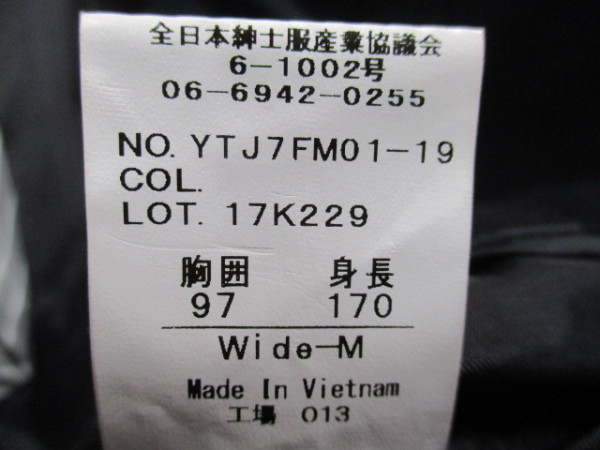 全日本紳士服産業協議会
6-1002号
06-6942-0255
NO. YTJ7FM01-19
COL.
LOT. 17K229
胸囲 身長
97 170
Wide-M
Made In Vietnam
工場 013